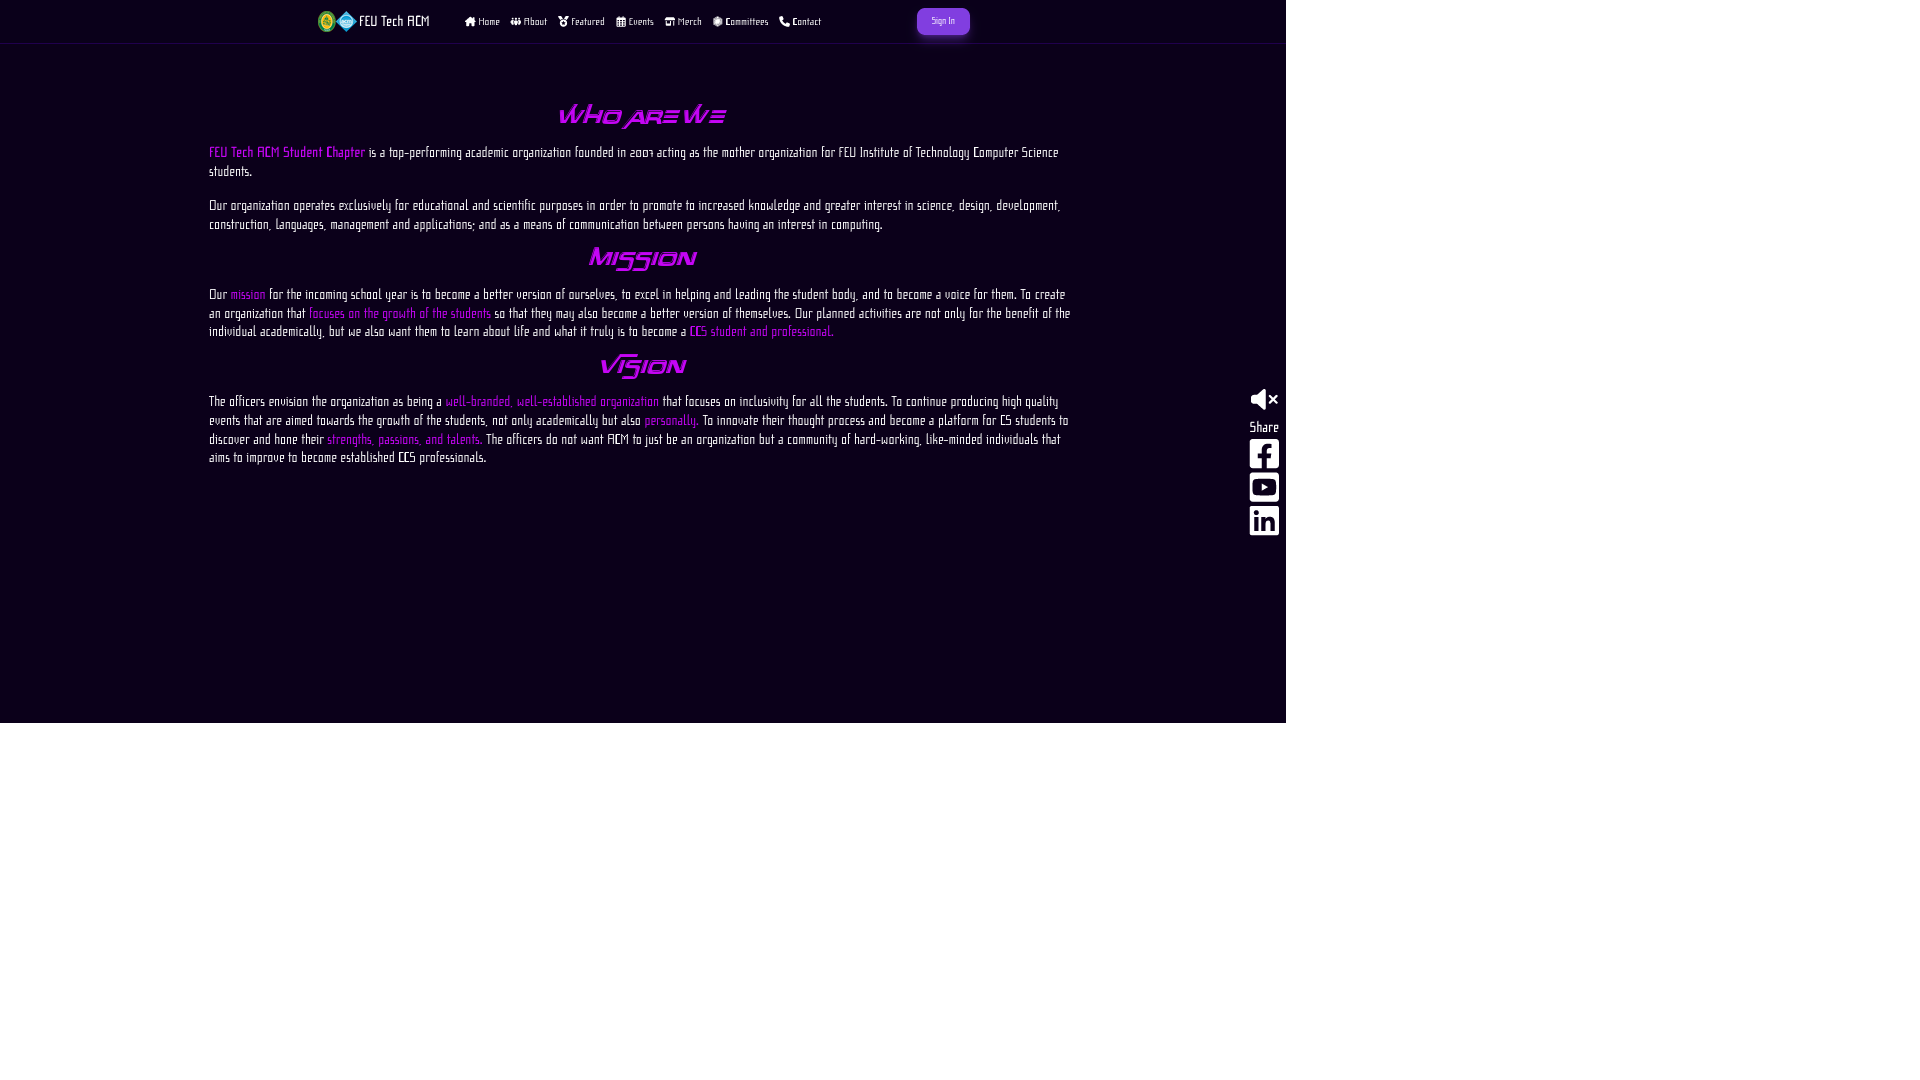 FEU Tech ACM
Home
About
Featured
Events
Merch
Committees
Contact
Sign In
Who are We
FEU Tech ACM Student Chapter is a top-performing academic organization founded in 2007 acting as the mother organization for FEU Institute of Technology Computer Science
students.
Our organization operates exclusively for educational and scientific purposes in order to promote to increased knowledge and greater interest in science, design, development,
construction, languages, management and applications; and as a means of communication between persons having an interest in computing.
Mission
Our mission for the incoming school year is to become a better version of ourselves, to excel in helping and leading the student body, and to become a voice for them. To create
an organization that focuses on the growth of the students so that they may also become a better version of themselves. Our planned activities are not only for the benefit of the
individual academically, but we also want them to learn about life and what it truly is to become a CCS student and professional.
Vision
The officers envision the organization as being a well-branded, well-established organization that focuses on inclusivity for all the students. To continue producing high quality
events that are aimed towards the growth of the students, not only academically but also personally. To innovate their thought process and become a platform for CS students to
discover and hone their strengths, passions, and talents. The officers do not want ACM to just be an organization but a community of hard-working, like-minded individuals that
aims to improve to become established CCS professionals.
Share